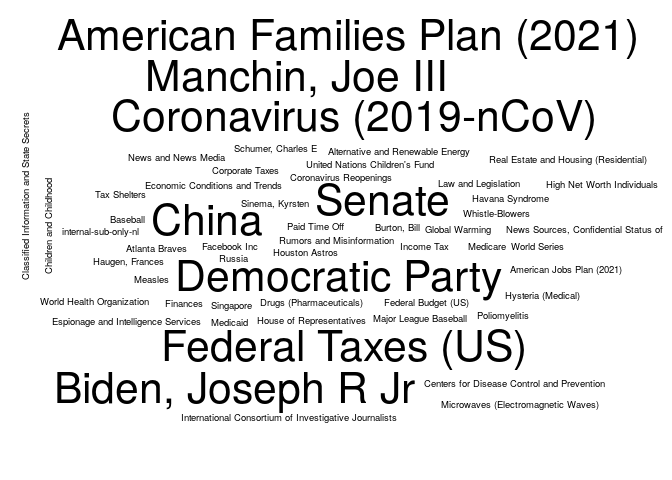 American Families Plan (2021)
Manchin, Joe III
Coronavirus (2019-nCoV)
Classified Information and State Secrets
Children and Childhood
Schumer, Charles E
Alternative and Renewable Energy
News and News Media
United Nations Children's Fund
Real Estate and Housing (Residential)
Corporate Taxes
Coronavirus Reopenings
Economic Conditions and Trends
Law and Legislation
High Net Worth Individuals
Tax Shelters
Sinema, Kyrsten
Senate
Havana Syndrome
Whistle-Blowers
Baseball
China
Paid Time Off
Burton, Bill
Global Warming
News Sources, Confidential Status of
internal-sub-only-nl
Rumors and Misinformation
Atlanta Braves
Facebook Inc
Income Tax
Medicare
World Series
Houston Astros
Russia
Haugen, Frances
Democratic Party
American Jobs Plan (2021)
Measles
Hysteria (Medical)
World Health Organization
Finances
Singapore
Drugs (Pharmaceuticals)
Federal Budget (US)
Espionage and Intelligence Services
Medicaid
House of Representatives
Major League Baseball
Poliomyelitis
Federal Taxes (US)
Biden, Joseph R Jr
Centers for Disease Control and Prevention
Microwaves (Electromagnetic Waves)
International Consortium of Investigative Journalists